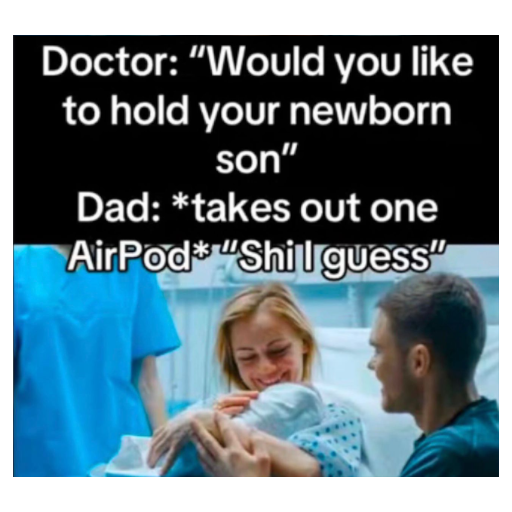 Doctor: “Would you like
to hold your newborn
son”
Dad: *takes out one
AirPod* “Shi I guess”